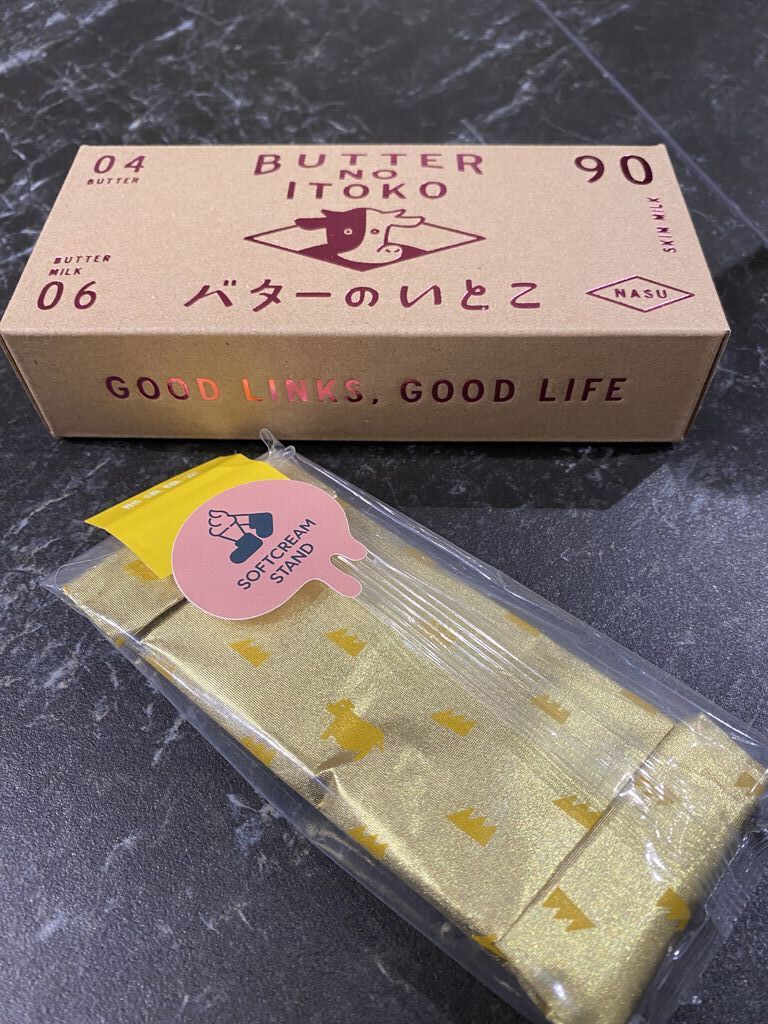 04
BUTTER
BUTTER
NO
ITOKO
90
SKIM MILK
BUTTER
MILK
06
バターのいとこ
NASU
GOOD LINKS, GOOD LIFE
SOFTCREAM
STAND